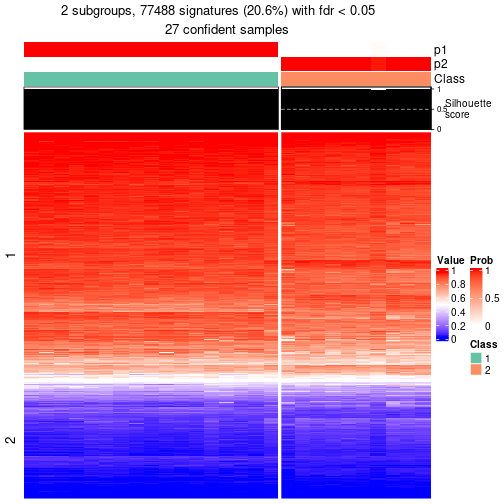 2 subgroups, 77488 signatures (20.6%) with fdr < 0.05
27 confident samples
p1
p2
Class
1
0.5
0
Silhouette
score
1
2
Value
1
0.8
0.6
0.4
0.2
0
Prob
1
0.5
0
Class
1
2